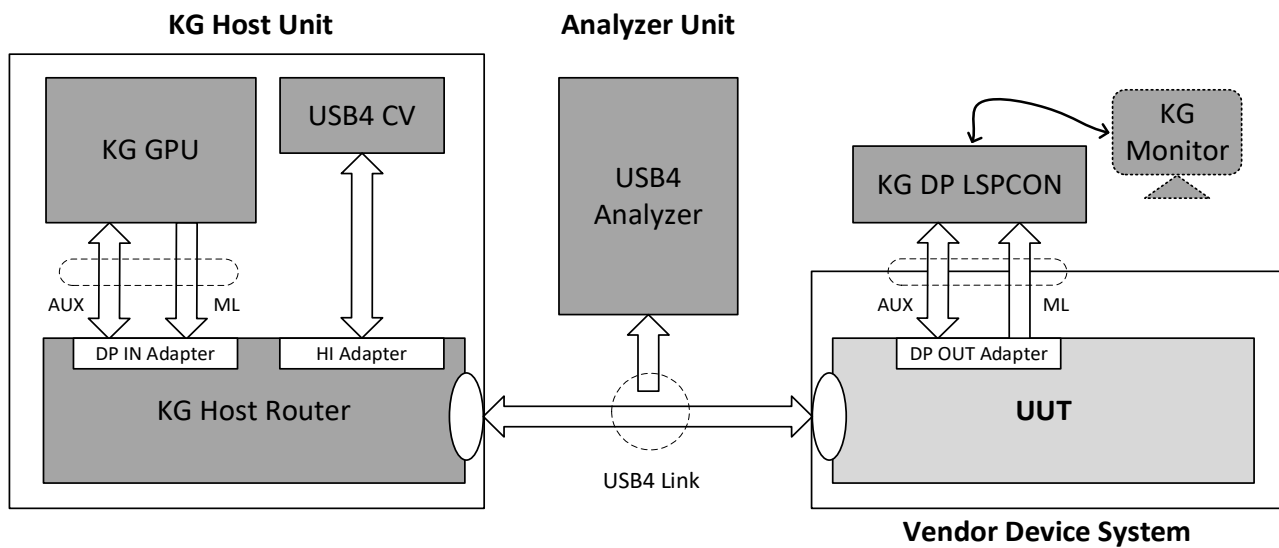 KG Host Unit
Analyzer Unit
KG GPU
USB4 CV
USB4
Analyzer
KG
Monitor
KG DP LSPCON
AUX
ML
AUX
ML
DP IN Adapter
HI Adapter
DP OUT Adapter
KG Host Router
UUT
USB4 Link
Vendor Device System